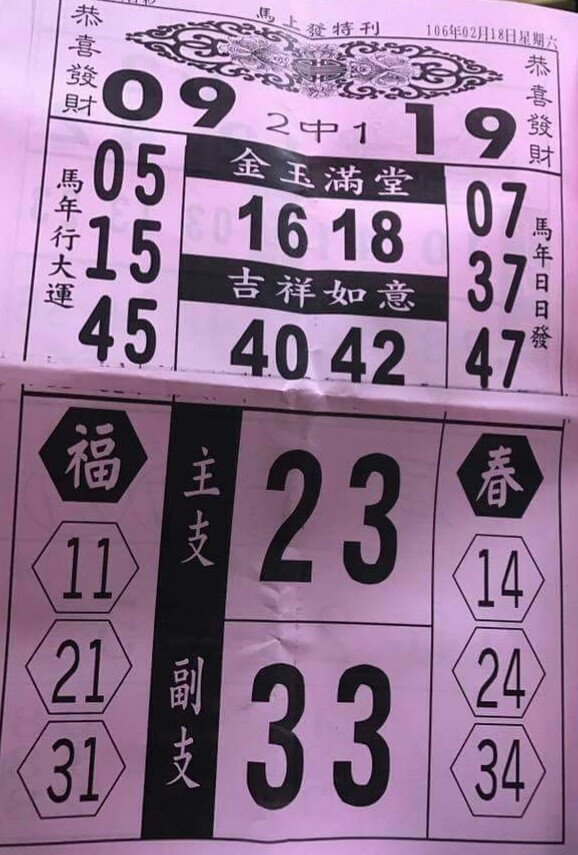 馬上發特刊
106年02月18日星期六
恭喜發財
09
2中1
19
恭喜發財
馬年行大運
05
15
45
金玉滿堂
16 18
吉祥如意
40 42
07
37
47
馬年日日發
福
11
21
31
主支
23
副支
33
春
14
24
34